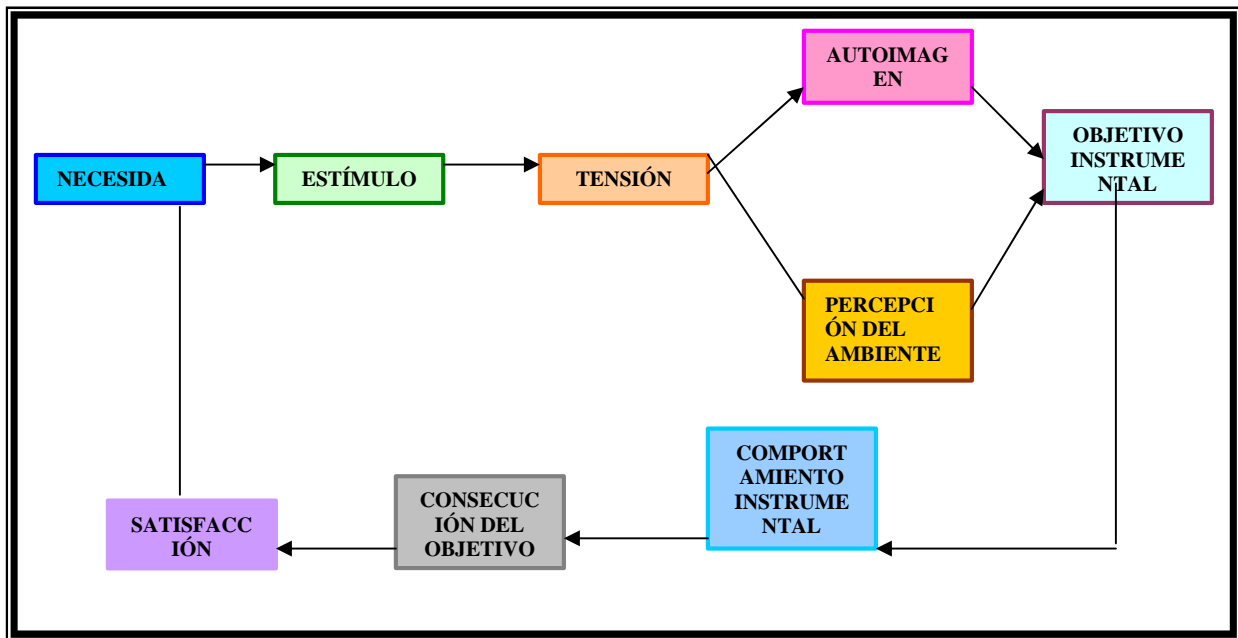 NECESIDA
ESTÍMULO
TENSIÓN
AUTOIMAG
EN
PERCEPCI
ÓN DEL
AMBIENTE
OBJETIVO
INSTRUME
NTAL
COMPORT
AMIENTO
INSTRUME
NTAL
CONSECUC
IÓN DEL
OBJETIVO
SATISFACC
IÓN